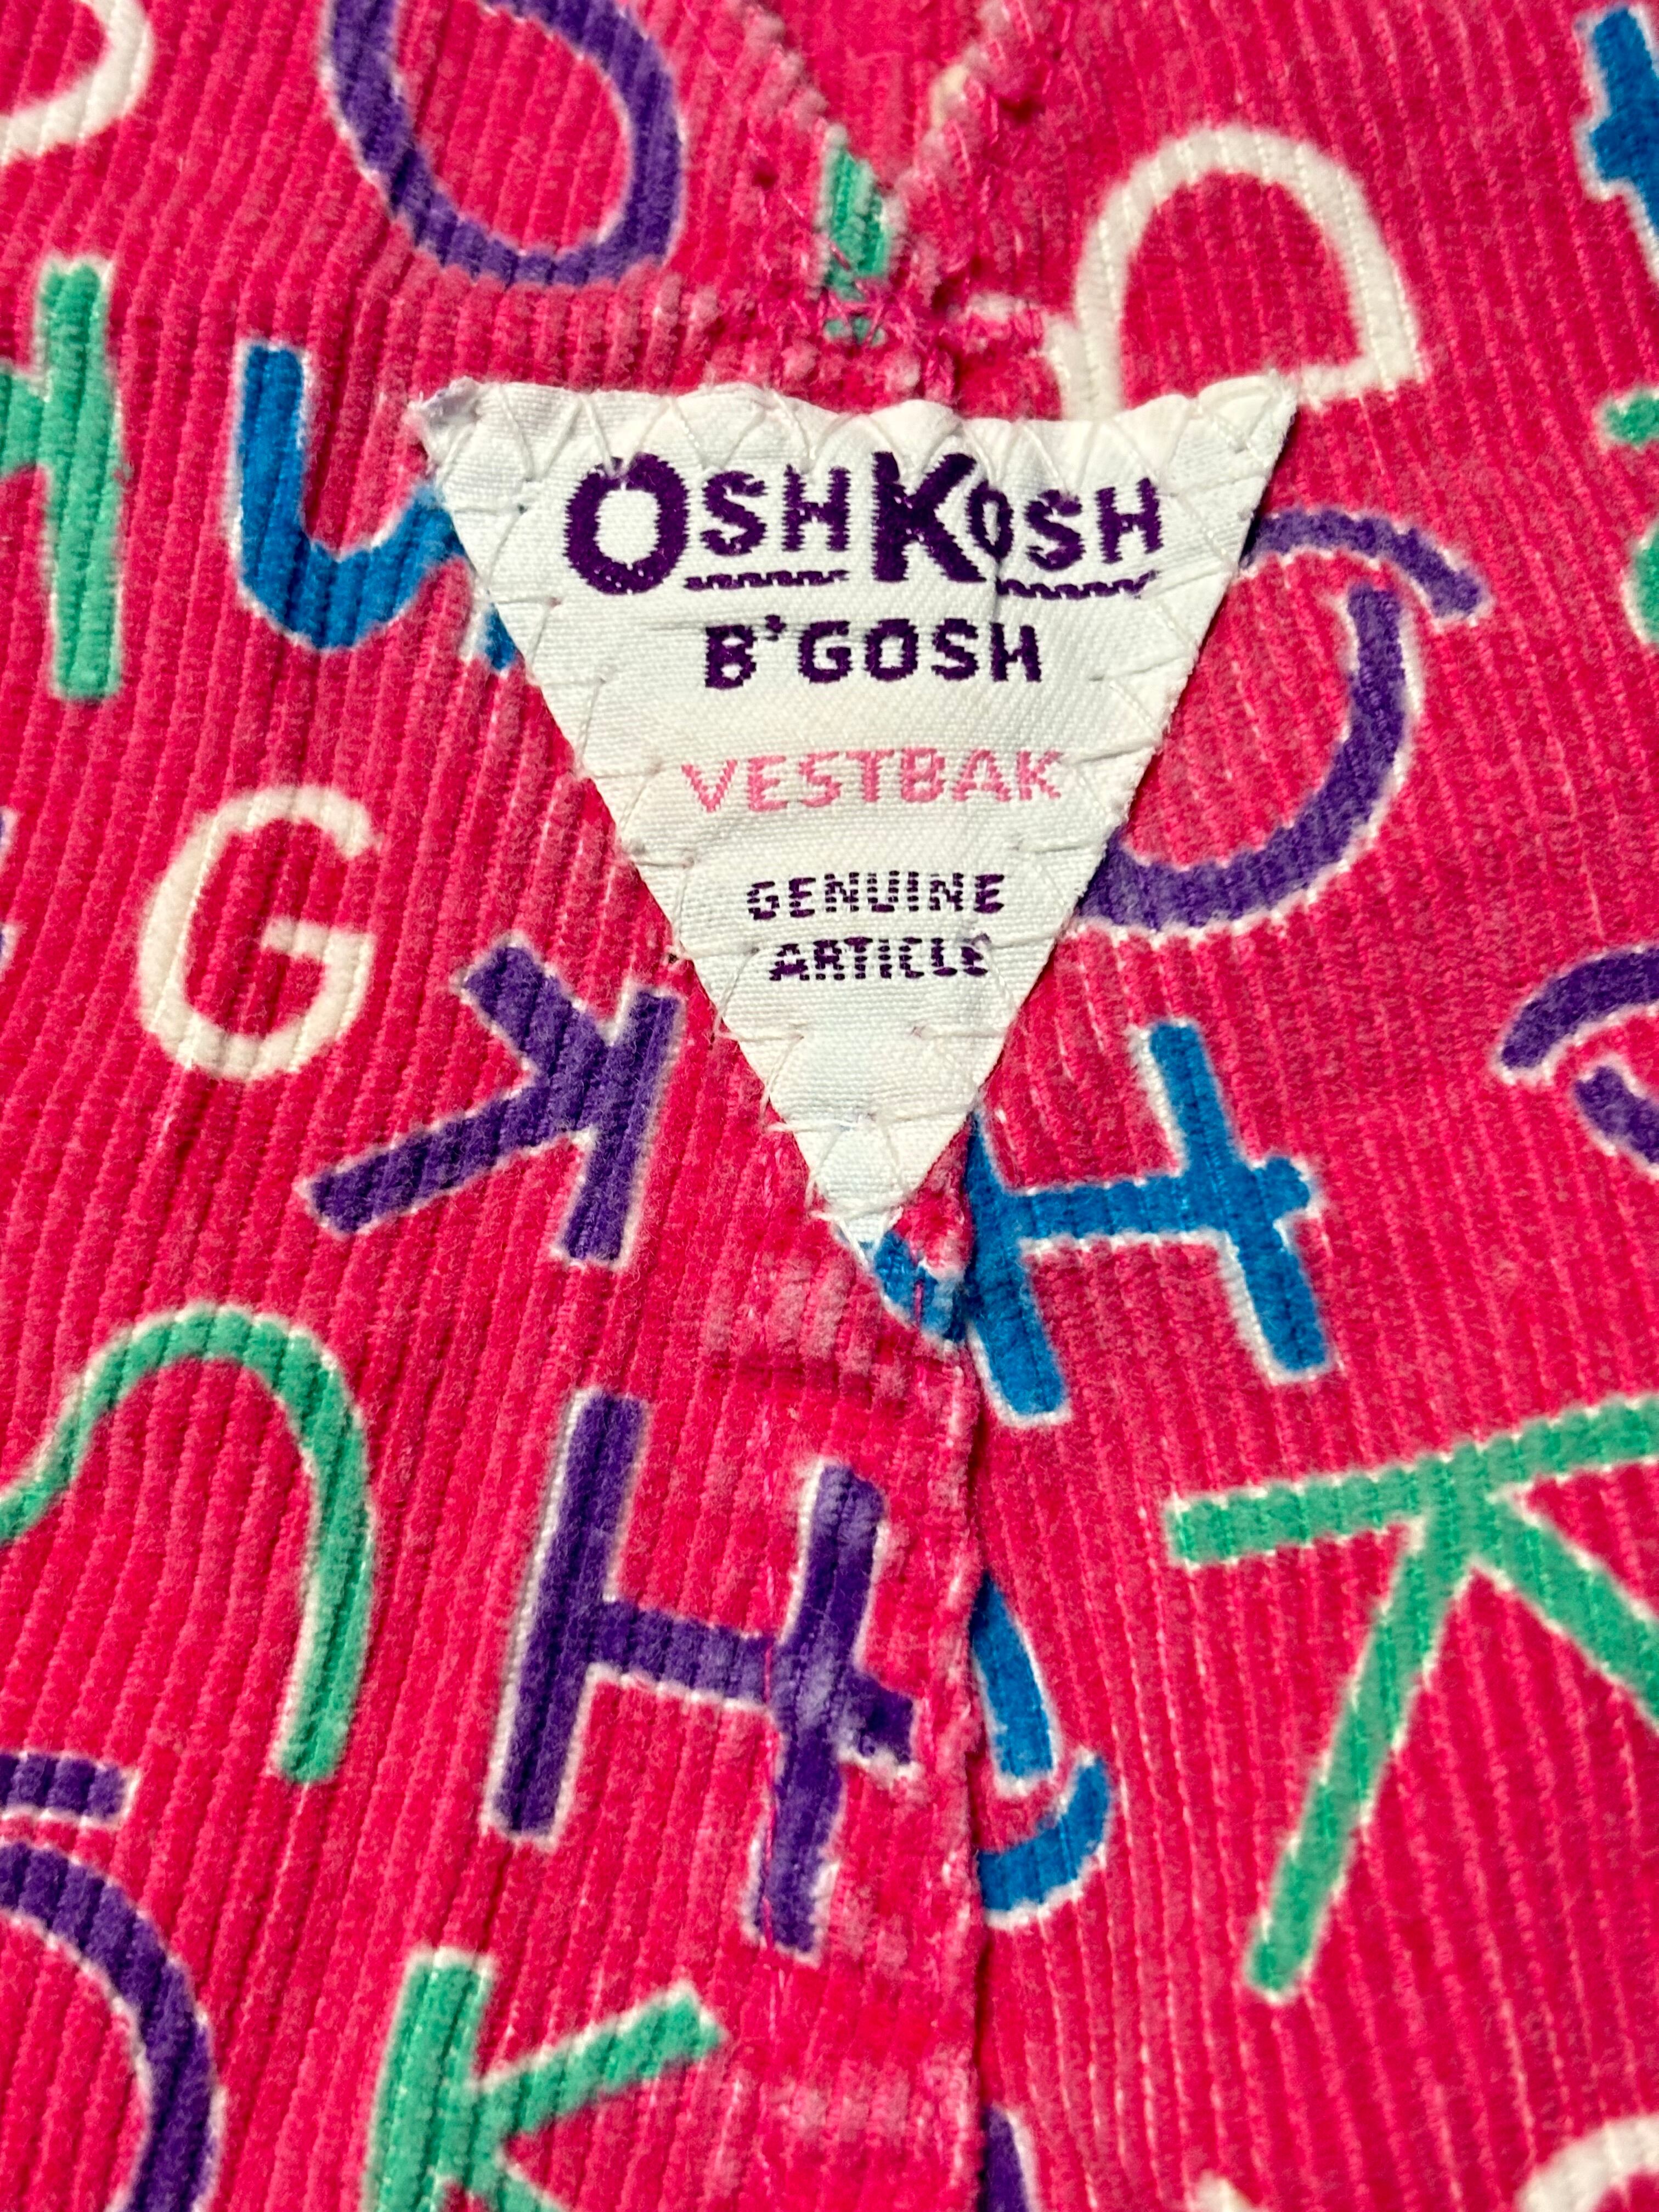 OSHKOSH
B'GOSH
VESTBAK
GENUINE
ARTICLE
G
K
H
H
K
K